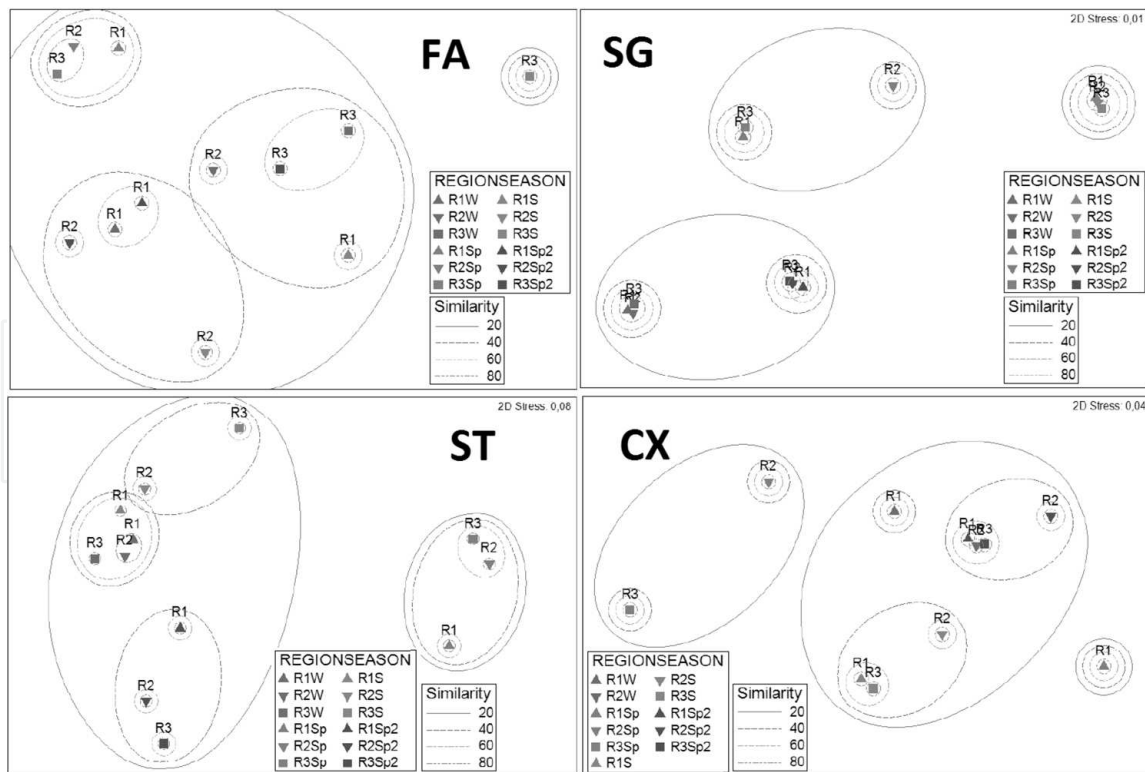 FA
R2
R1
R3
R3
R3
R2
R3
R1
R2
R1
R1
R2
REGIONSEASON
R1W R1S
R2W R2S
R3W R3S
R1Sp R1Sp2
R2Sp R2Sp2
R3Sp R3Sp2
Similarity
20
40
60
80
SG
2D Stress: 0,01
R2
R3
R1
R3
R1
R3
REGIONSEASON
R1W R1S
R2W R2S
R3W R3S
R1Sp R1Sp2
R2Sp R2Sp2
R3Sp R3Sp2
Similarity
20
40
60
80
ST
2D Stress: 0,08
R3
R2
R1
R1
R3
R2
R3
R2
R1
R1
R2
R3
REGIONSEASON
R1W R1S
R2W R2S
R3W R3S
R1Sp R1Sp2
R2Sp R2Sp2
R3Sp R3Sp2
Similarity
20
40
60
80
CX
2D Stress: 0,04
R2
R1
R2
R1
R3
R3
R2
R1
R3
R1
REGIONSEASON
R1W R2S
R2W R3S
R1Sp R1Sp2
R2Sp R2Sp2
R3Sp R3Sp2
R1S
Similarity
20
40
60
80